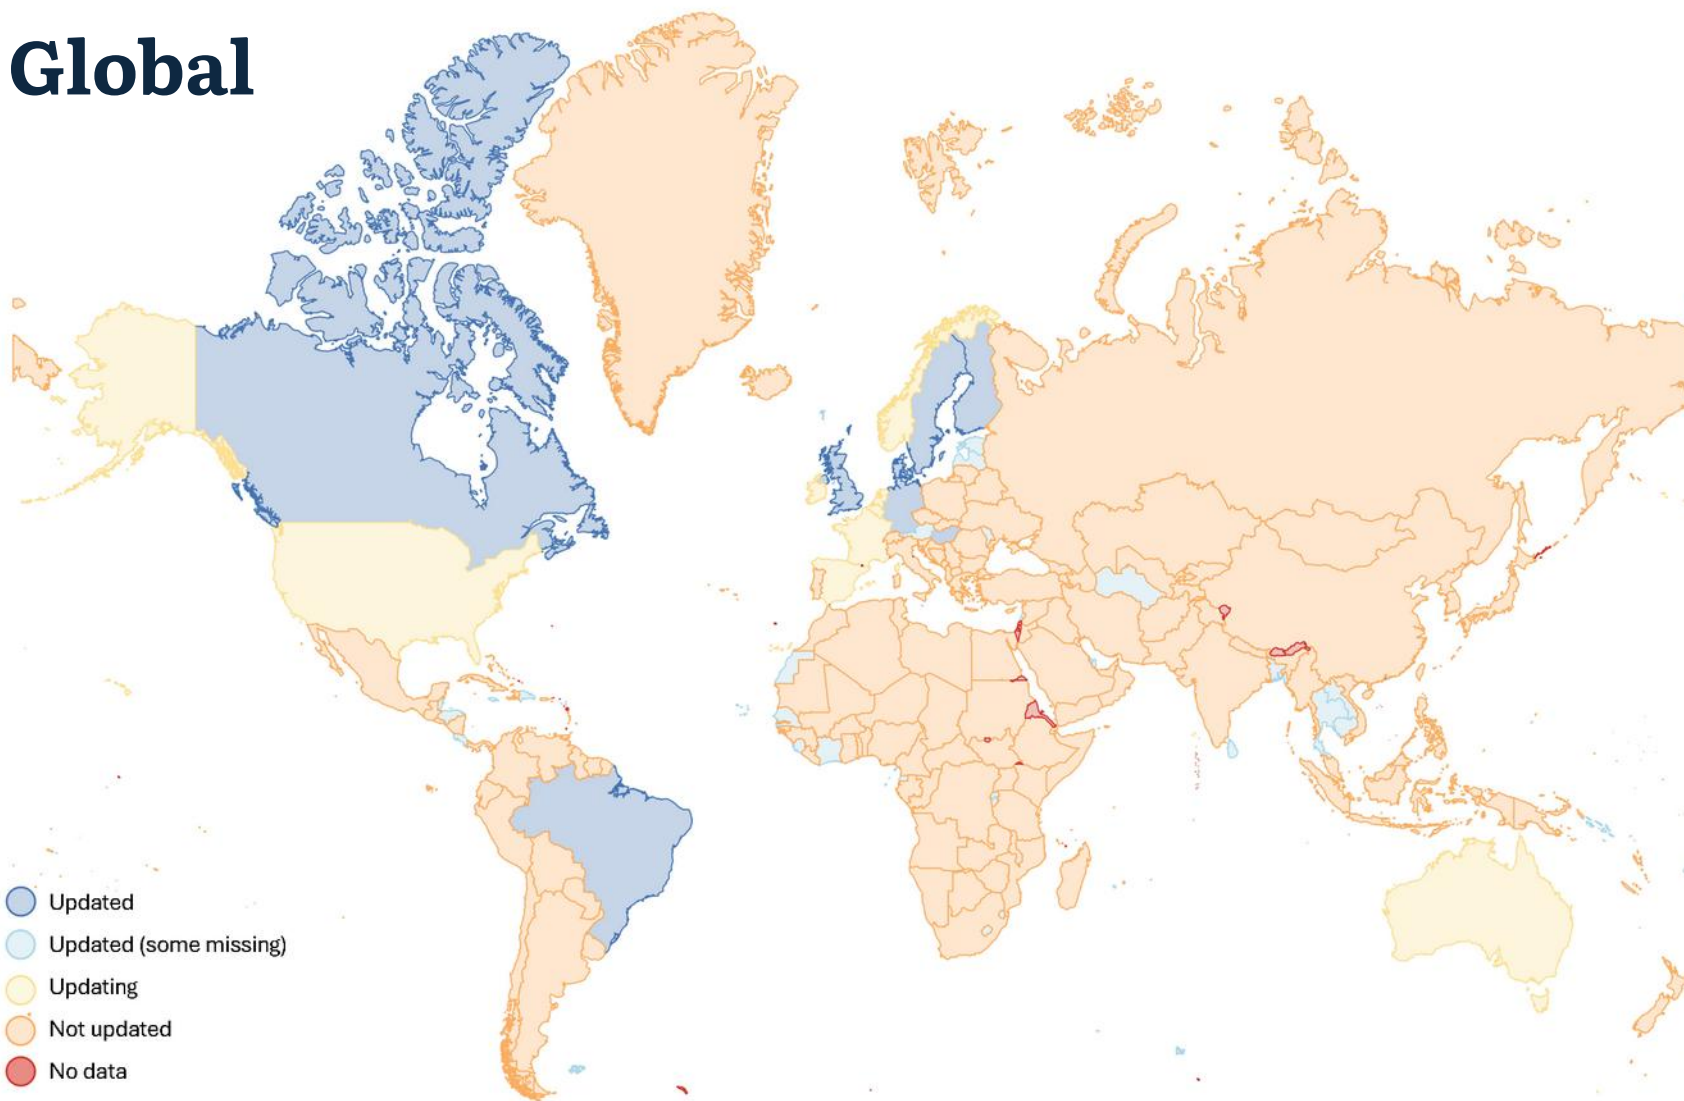 Global
Updated
Updated (some missing)
Updating
Not updated
No data